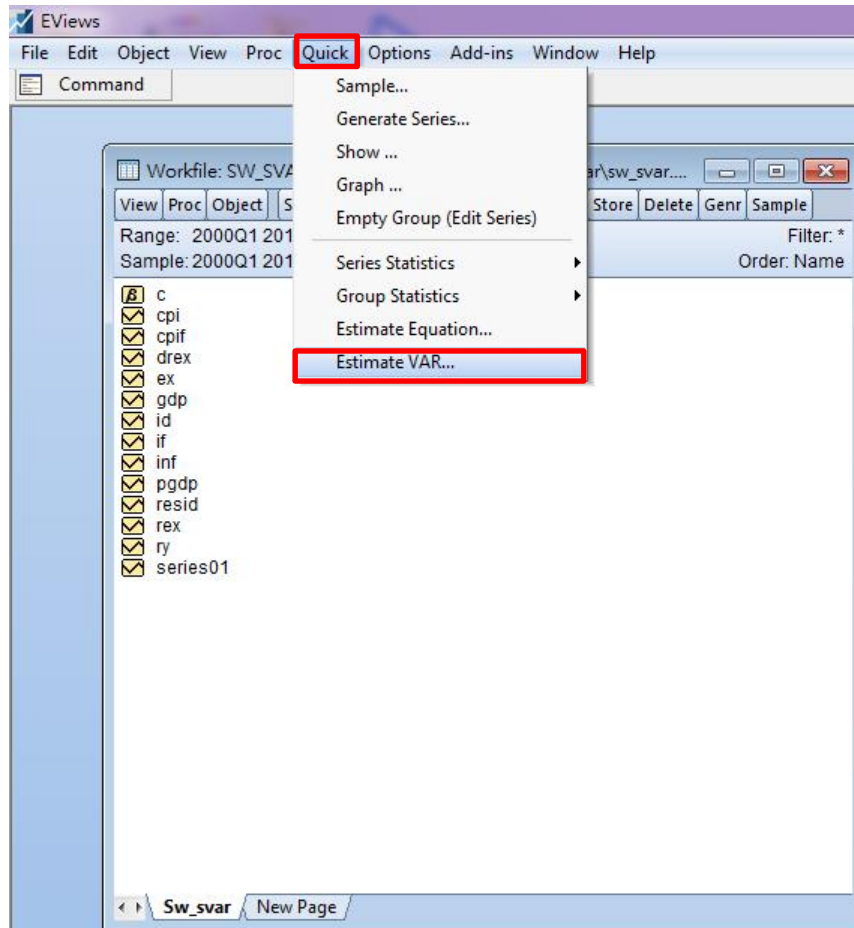 EViews
File Edit Object View Proc Quick Options Add-ins Window Help
Command
Sample...
Generate Series...
Show ...
Graph ...
Empty Group (Edit Series)
Series Statistics
Group Statistics
Estimate Equation...
Estimate VAR...
Workfile: SW_SVA ar\sw_svar....
View Proc Object S Store Delete Genr Sample
Range: 2000Q1 201 Filter: *
Sample: 2000Q1 201 Order: Name
β c
cpi
cpif
drex
ex
gdp
id
if
inf
pgdp
resid
rex
ry
series01
Sw_svar New Page